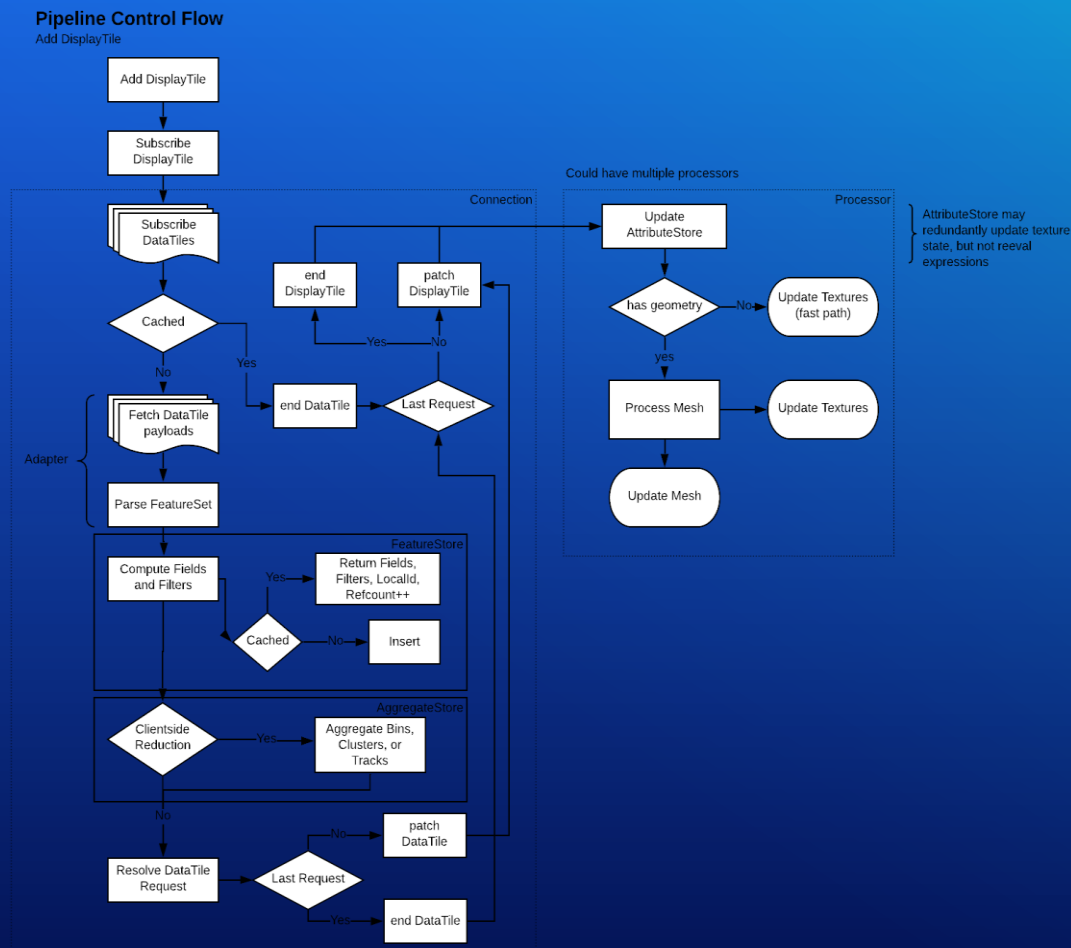 Pipeline Control Flow
Add DisplayTile
Add DisplayTile
Subscribe
DisplayTile
Could have multiple processors
Connection
Processor
Subscribe
DataTiles
Update
AttributeStore
AttributeStore may
redundantly update texture
state, but not reeval
expressions
end
DisplayTile
patch
DisplayTile
has geometry
No
Update Textures
(fast path)
Cached
Yes
No
yes
Yes
No
end DataTile
Last Request
Process Mesh
Update Textures
Fetch DataTile
payloads
Adapter
Parse FeatureSet
Update Mesh
FeatureStore
Compute Fields
and Filters
Yes
Return Fields,
Filters, LocalId,
Refcount++
Cached
No
Insert
AggregateStore
Clientside
Reduction
Yes
Aggregate Bins,
Clusters, or
Tracks
No
patch
DataTile
No
Resolve DataTile
Request
Last Request
Yes
end DataTile